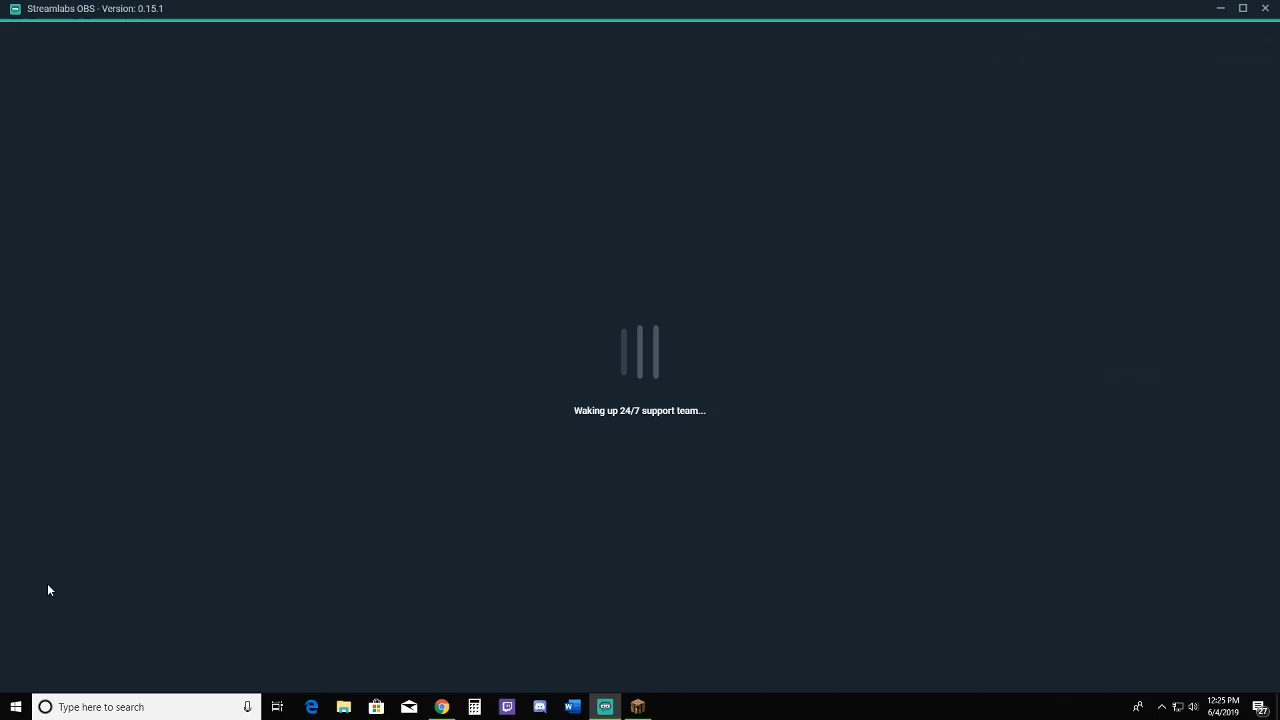 Streamlabs OBS - Version: 0.15.1
Waking up 24/7 support team...
Type here to search
12:25 PM
6/4/2019